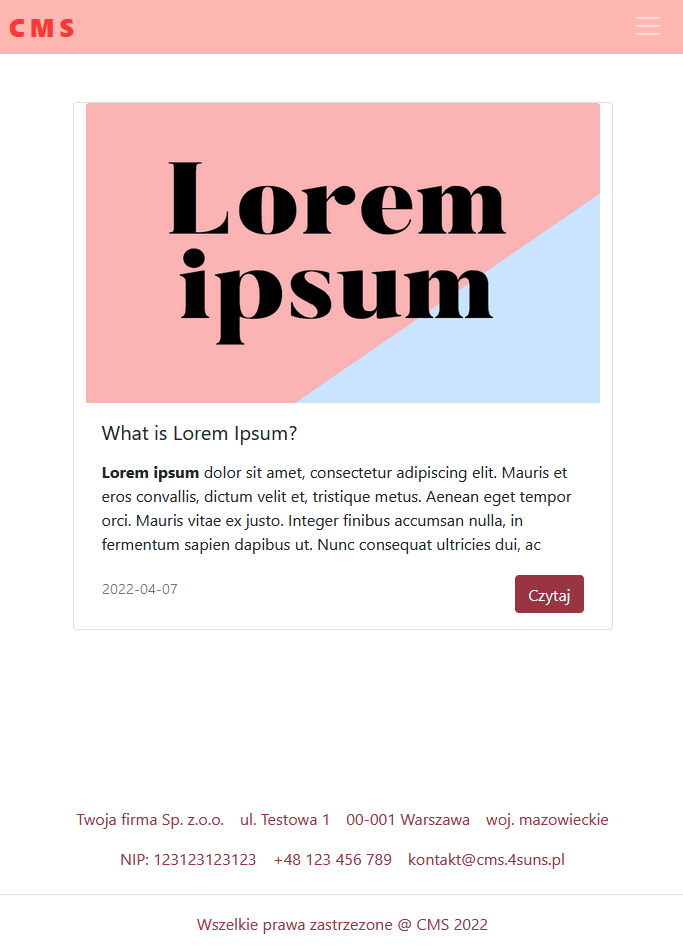 CMS
Lorem
ipsum
What is Lorem Ipsum?
Lorem ipsum dolor sit amet, consectetur adipiscing elit. Mauris et
eros convallis, dictum velit et, tristique metus. Aenean eget tempor
orci. Mauris vitae ex justo. Integer finibus accumsan nulla, in
fermentum sapien dapibus ut. Nunc consequat ultricies dui, ac
2022-04-07
Czytaj
Twoja firma Sp. z.o.o. ul. Testowa 1 00-001 Warszawa woj. mazowieckie
NIP: 123123123123 +48 123 456 789 kontakt@cms.4suns.pl
Wszelkie prawa zastrzezone @ CMS 2022